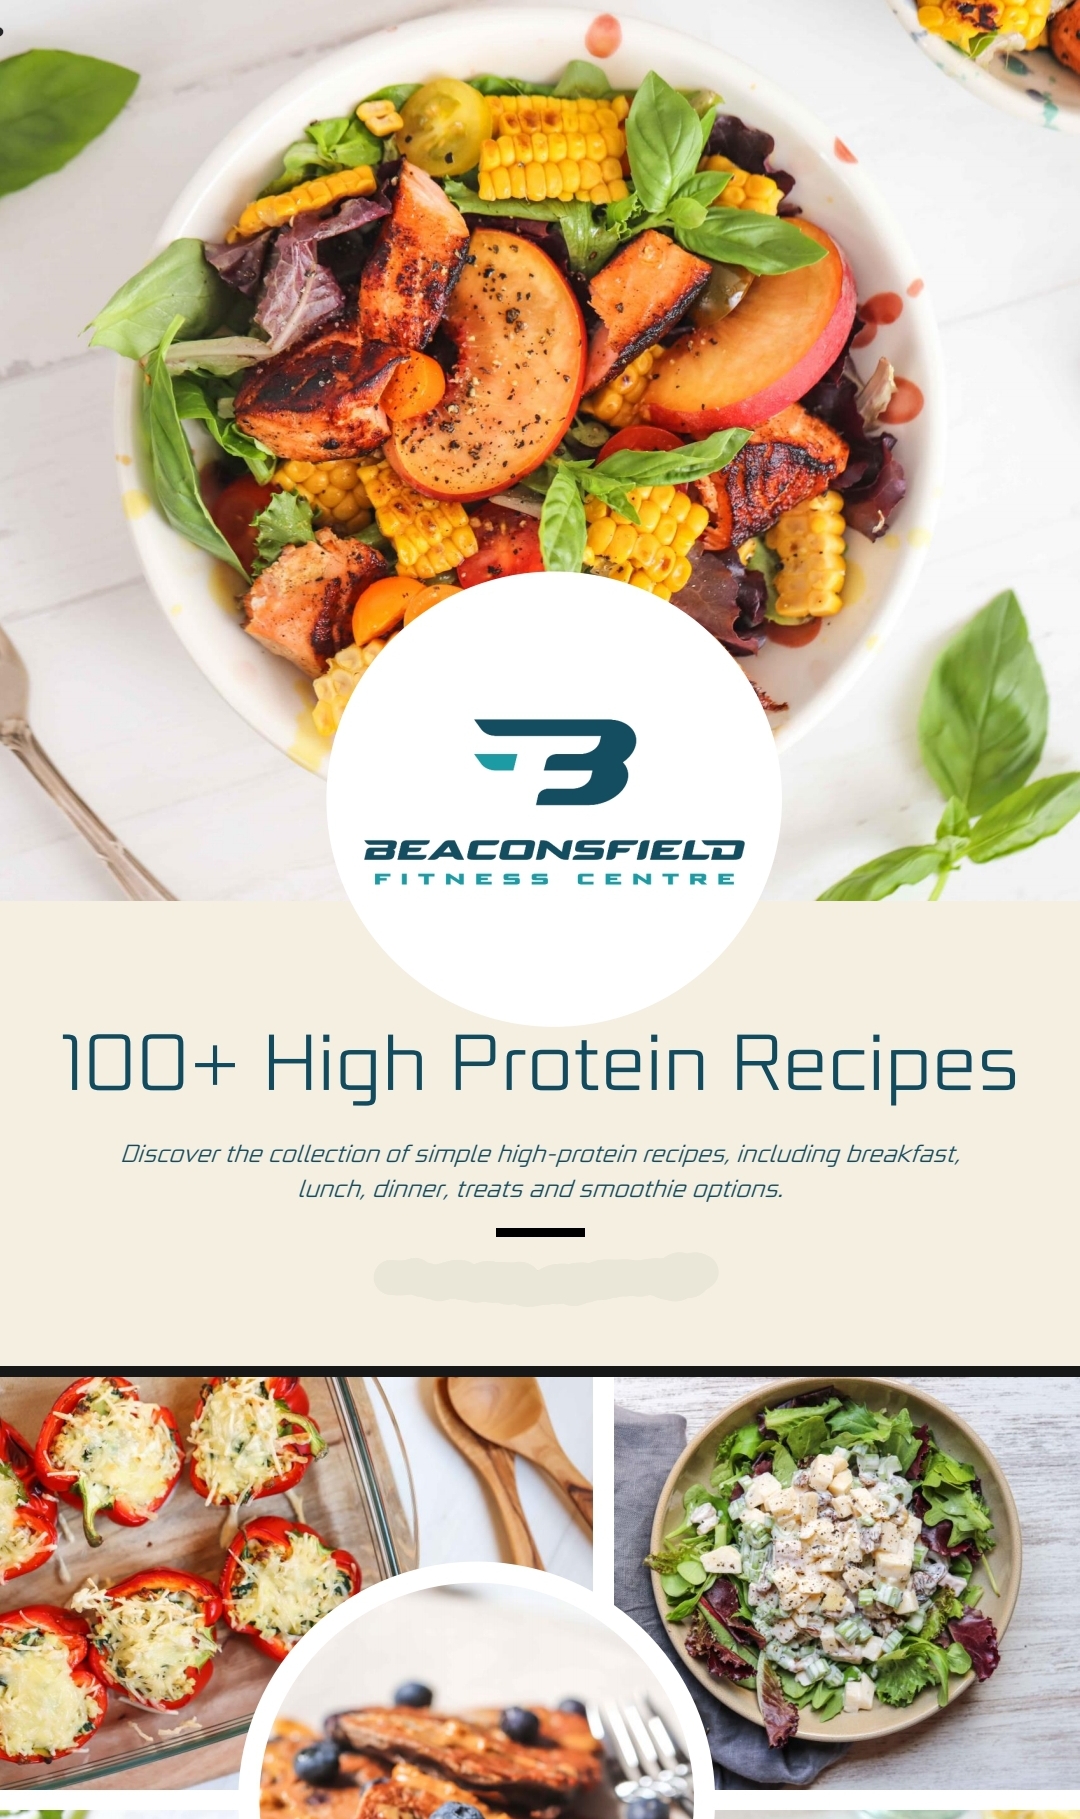 BEACONSFIELD
FITNESS CENTRE
100+ High Protein Recipes
Discover the collection of simple high-protein recipes, including breakfast,
lunch, dinner, treats and smoothie options.